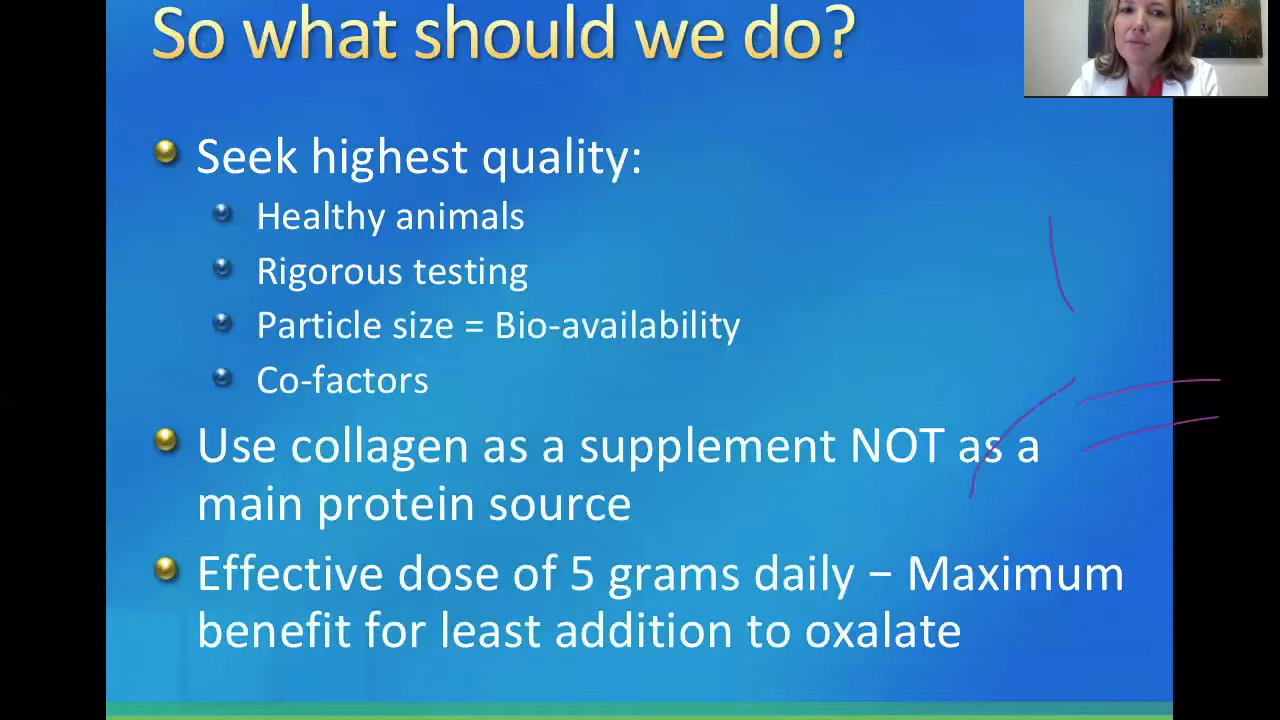 So what should we do?
Seek highest quality:
Healthy animals
Rigorous testing
Particle size = Bio-availability
Co-factors
Use collagen as a supplement NOT as a
main protein source
Effective dose of 5 grams daily – Maximum
benefit for least addition to oxalate